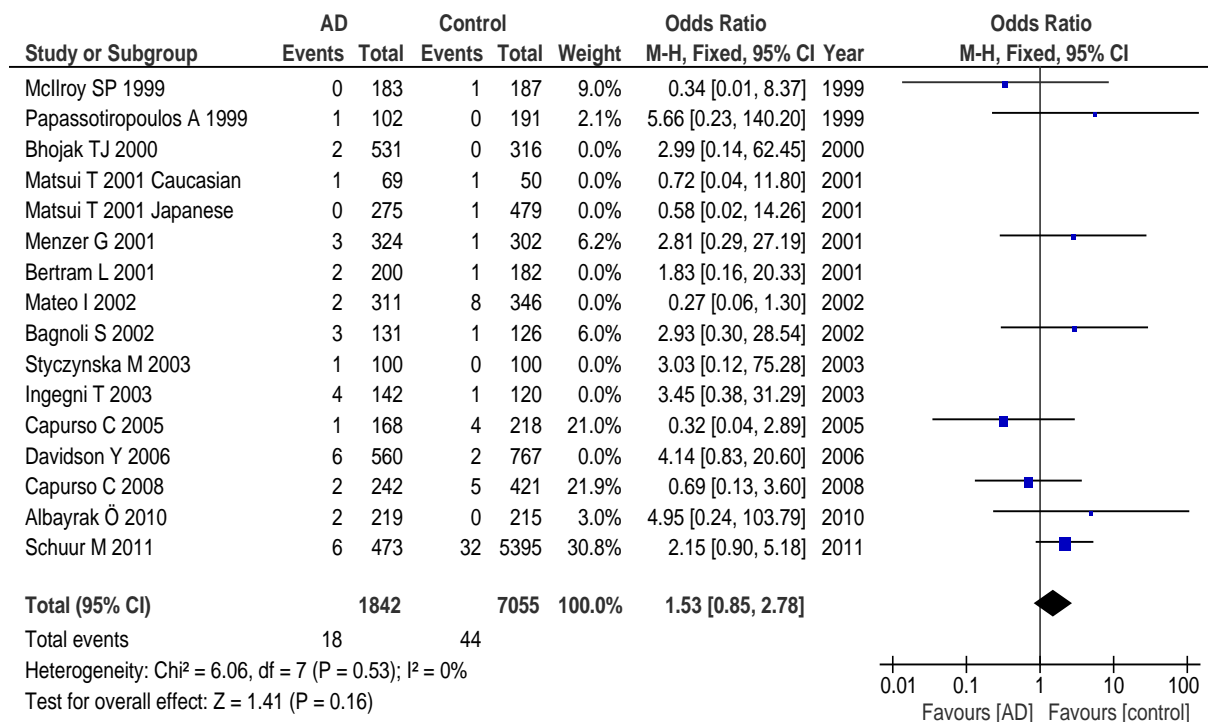 AD Control Odds Ratio Odds Ratio
Study or Subgroup Events Total Events Total Weight M-H, Fixed, 95% CI Year M-H, Fixed, 95% CI
McIlroy SP 1999 0 183 1 187 9.0% 0.34 [0.01, 8.37] 1999
Papassotiropoulos A 1999 1 102 0 191 2.1% 5.66 [0.23, 140.20] 1999
Bhojak TJ 2000 2 531 0 316 0.0% 2.99 [0.14, 62.45] 2000
Matsui T 2001 Caucasian 1 69 1 50 0.0% 0.72 [0.04, 11.80] 2001
Matsui T 2001 Japanese 0 275 1 479 0.0% 0.58 [0.02, 14.26] 2001
Menzer G 2001 3 324 1 302 6.2% 2.81 [0.29, 27.19] 2001
Bertram L 2001 2 200 1 182 0.0% 1.83 [0.16, 20.33] 2001
Mateo I 2002 2 311 8 346 0.0% 0.27 [0.06, 1.30] 2002
Bagnoli S 2002 3 131 1 126 6.0% 2.93 [0.30, 28.54] 2002
Styczynska M 2003 1 100 0 100 0.0% 3.03 [0.12, 75.28] 2003
Ingegni T 2003 4 142 1 120 0.0% 3.45 [0.38, 31.29] 2003
Capurso C 2005 1 168 4 218 21.0% 0.32 [0.04, 2.89] 2005
Davidson Y 2006 6 560 2 767 0.0% 4.14 [0.83, 20.60] 2006
Capurso C 2008 2 242 5 421 21.9% 0.69 [0.13, 3.60] 2008
Albayrak Ö 2010 2 219 0 215 3.0% 4.95 [0.24, 103.79] 2010
Schuur M 2011 6 473 32 5395 30.8% 2.15 [0.90, 5.18] 2011
Total (95% CI) 1842 7055 100.0% 1.53 [0.85, 2.78]
Total events 18 44
Heterogeneity: Chi² = 6.06, df = 7 (P = 0.53); I² = 0%
Test for overall effect: Z = 1.41 (P = 0.16)
0.01 0.1 1 10 100
Favours [AD] Favours [control]